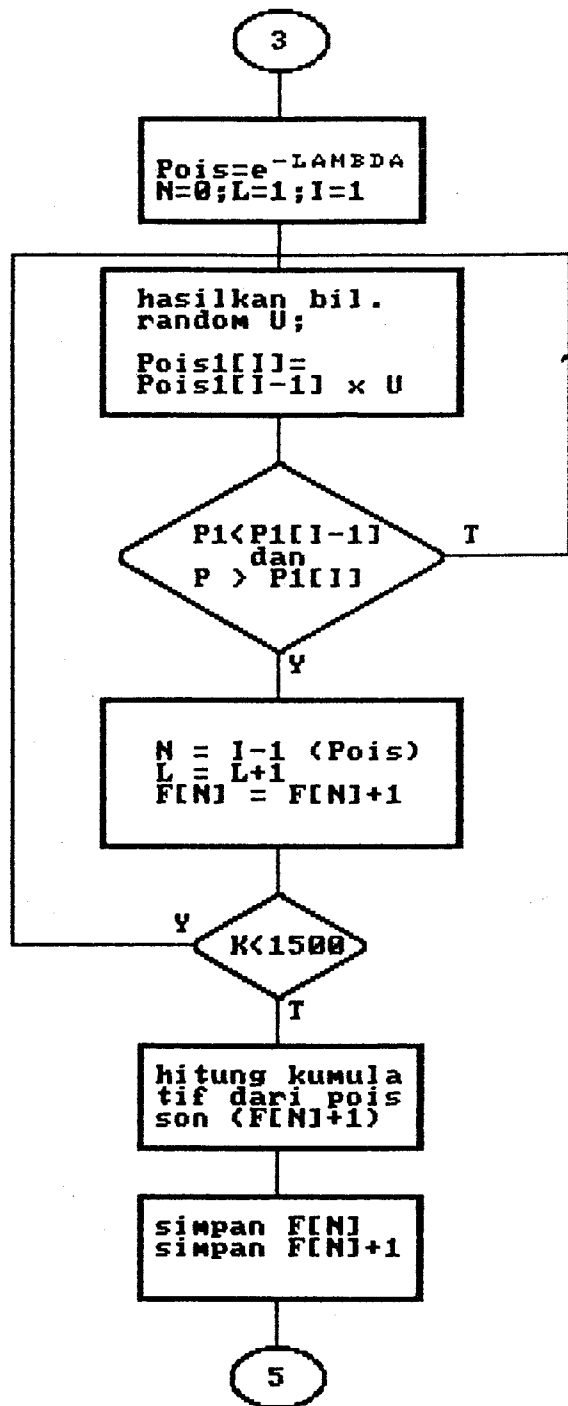 3
Pois=e-LAMBDA
N=0;L=1;I=1
hasilkan bil.
random U;
Pois1[I]=
Pois1[I-1] x U
P1<P1[I-1]
dan
P > P1[I]
T
Y
N = I-1 (Pois)
L = L+1
F[N] = F[N]+1
Y
K<1500
T
hitung kumula
tif dari pois
son (F[N]+1)
simpan F[N]
simpan F[N]+1
5